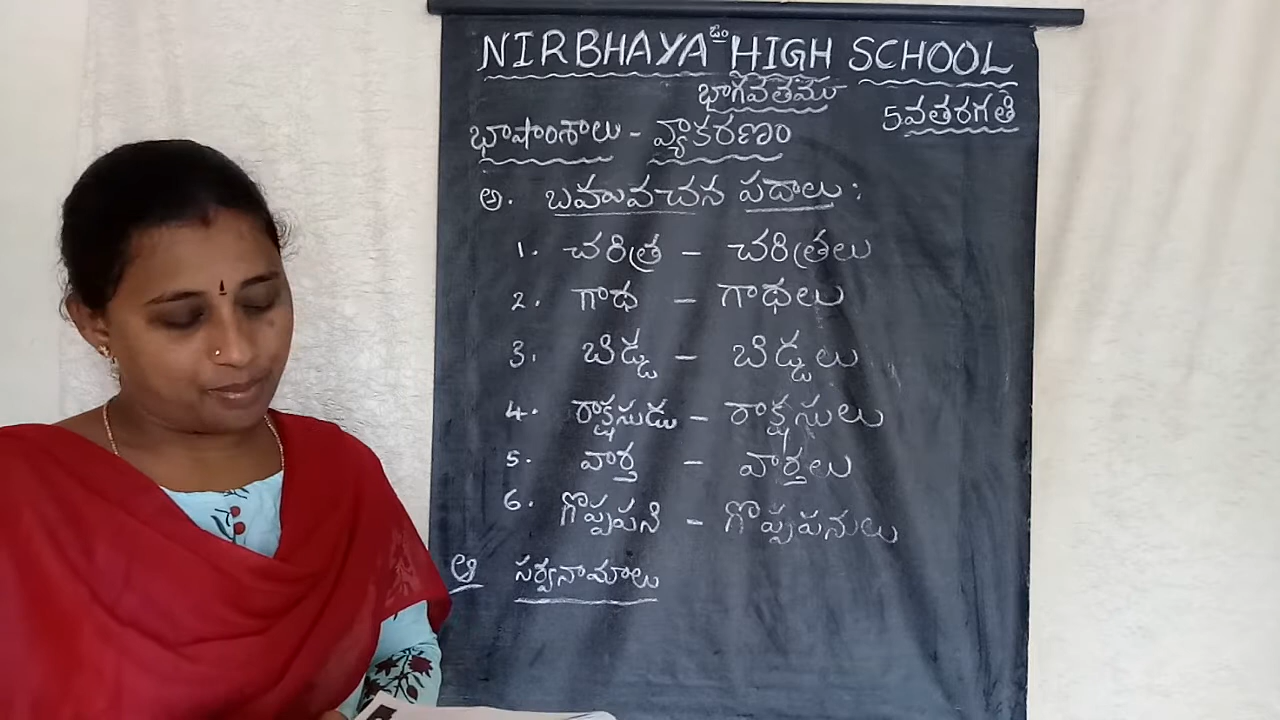 NIRBHAYA HIGH SCHOOL
భాగవతము
5వతరగతి
భాషాంశాలు - వ్యాకరణం
అ. బహువచన పదాలు :
1. చరిత్ర - చరిత్రలు
2. గాథ - గాథలు
3. బిడ్డ - బిడ్డలు
4. రాక్షసుడు - రాక్షసులు
5. వార్త - వార్తలు
6. గొప్పపని - గొప్పపనులు
ఆ సర్వనామాలు